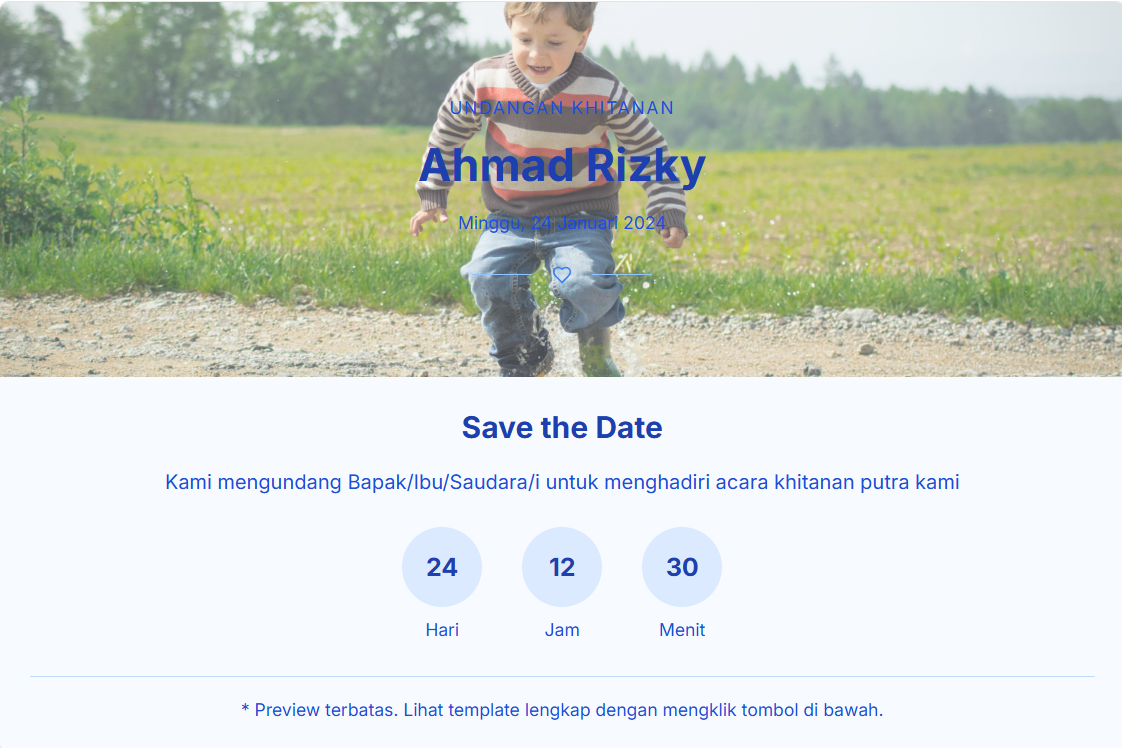 UNDANGAN KHITANAN
Ahmad Rizky
Minggu, 24 Januari 2024
Save the Date
Kami mengundang Bapak/Ibu/Saudara/i untuk menghadiri acara khitanan putra kami
24 12 30
Hari Jam Menit
* Preview terbatas. Lihat template lengkap dengan mengklik tombol di bawah.